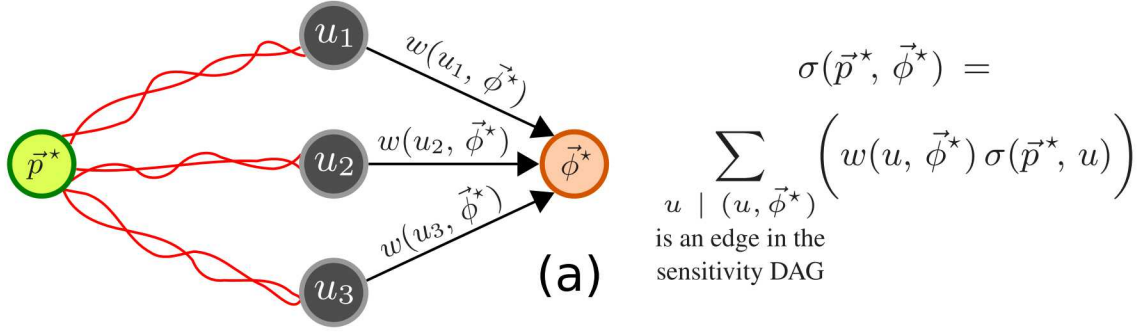 u₁
w(u₁, ϕ⃗*)
p⃗*
u₂
w(u₂, ϕ⃗*)
ϕ⃗*
w(u₃, ϕ⃗*)
u₃
(a)
σ(p⃗*, ϕ⃗*) =
∑ ( w(u, ϕ⃗*) σ(p⃗*, u) )
u | (u, ϕ⃗*)
is an edge in the
sensitivity DAG